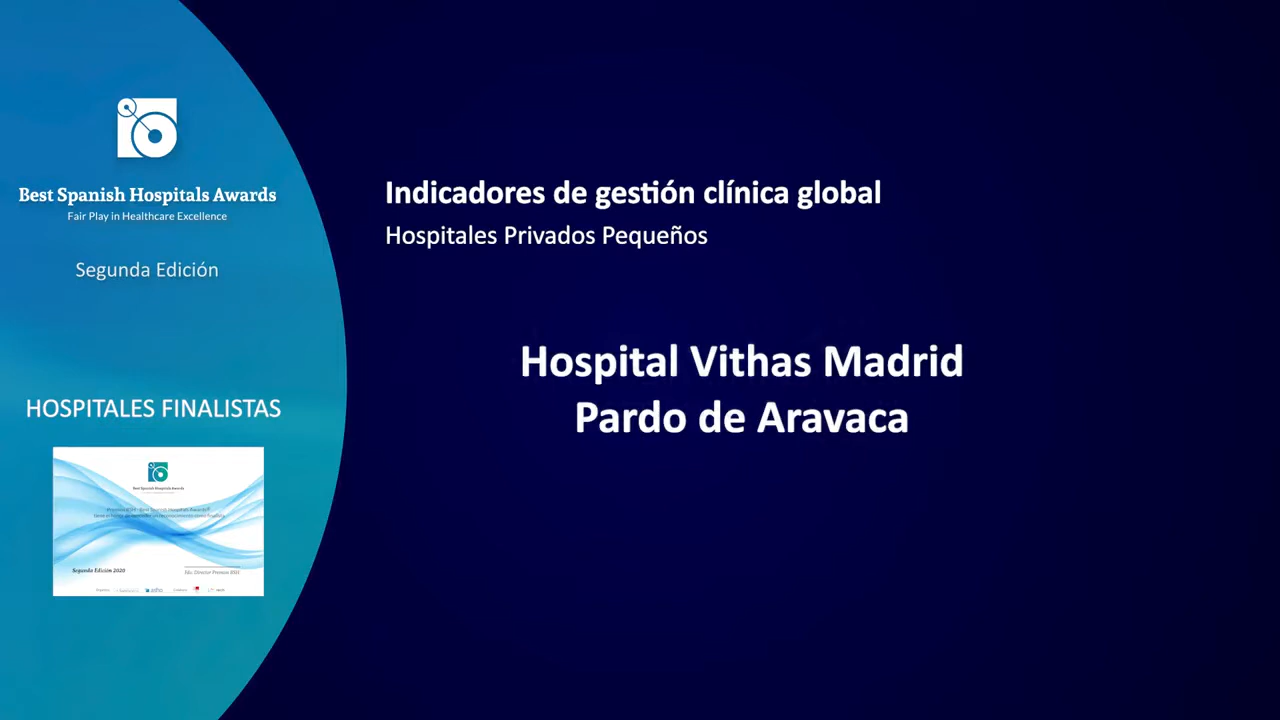 Best Spanish Hospitals Awards
Fair Play in Healthcare Excellence
Segunda Edición
HOSPITALES FINALISTAS
Best Spanish Hospitals Awards
Segunda Edición 2020
Indicadores de gestión clínica global
Hospitales Privados Pequeños
Hospital Vithas Madrid
Pardo de Aravaca